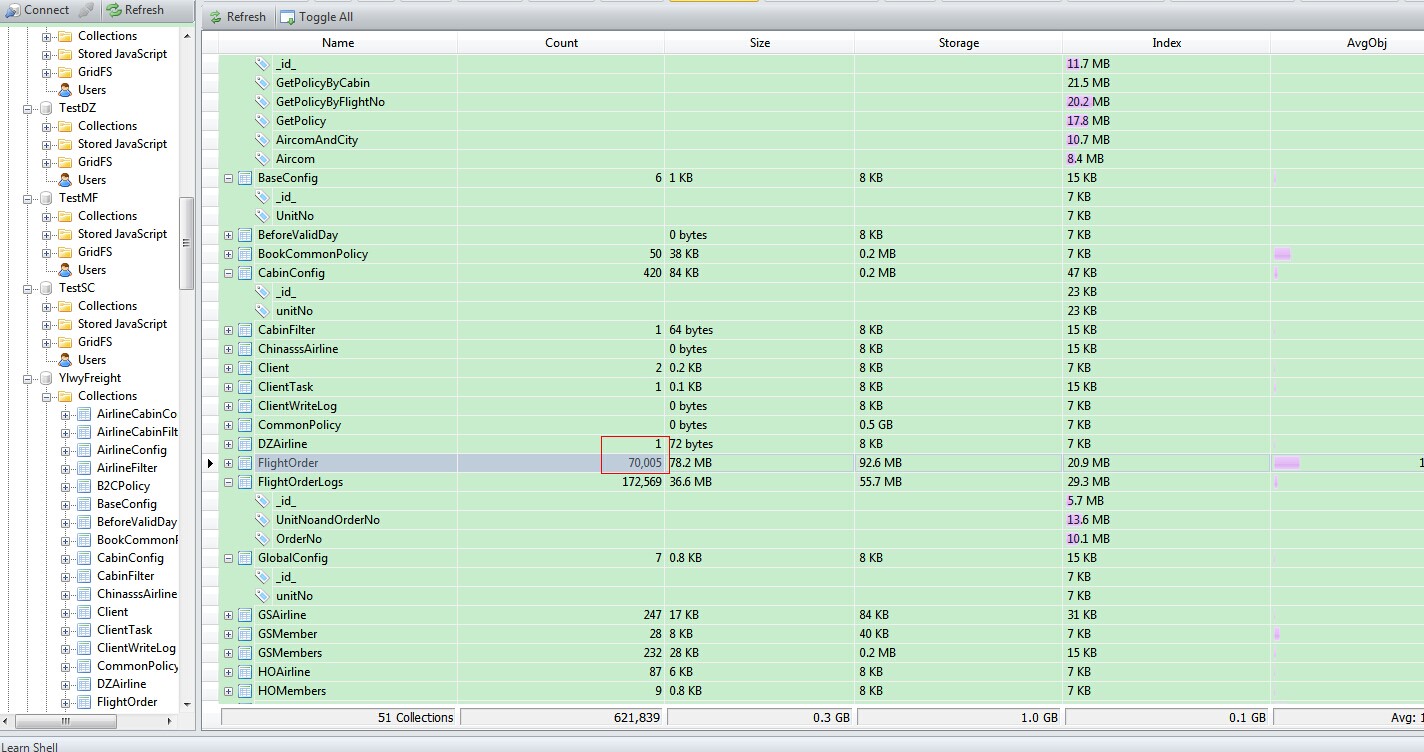 Connect Refresh
Collections
Stored JavaScript
GridFS
Users
TestDZ
Collections
Stored JavaScript
GridFS
Users
TestMF
Collections
Stored JavaScript
GridFS
Users
TestSC
Collections
Stored JavaScript
GridFS
Users
YlwyFreight
Collections
AirlineCabinCo
AirlineCabinFilt
AirlineConfig
AirlineFilter
B2CPolicy
BaseConfig
BeforeValidDay
BookCommonP
CabinConfig
CabinFilter
ChinasssAirline
Client
ClientTask
ClientWriteLog
CommonPolicy
DZAirline
FlightOrder
Refresh Toggle All
Name Count Size Storage Index AvgObj
_id_ 11.7 MB
GetPolicyByCabin 21.5 MB
GetPolicyByFlightNo 20.2 MB
GetPolicy 17.8 MB
AircomAndCity 10.7 MB
Aircom 8.4 MB
BaseConfig 6 1 KB 8 KB 15 KB
_id_ 7 KB
UnitNo 7 KB
BeforeValidDay 0 bytes 8 KB 7 KB
BookCommonPolicy 50 38 KB 0.2 MB 7 KB
CabinConfig 420 84 KB 0.2 MB 47 KB
_id_ 23 KB
unitNo 23 KB
CabinFilter 1 64 bytes 8 KB 15 KB
ChinasssAirline 0 bytes 8 KB 15 KB
Client 2 0.2 KB 8 KB 7 KB
ClientTask 1 0.1 KB 8 KB 15 KB
ClientWriteLog 0 bytes 8 KB 7 KB
CommonPolicy 0 bytes 0.5 GB 7 KB
DZAirline 1 72 bytes 8 KB 7 KB
FlightOrder 70,005 78.2 MB 92.6 MB 20.9 MB 1
FlightOrderLogs 172,569 36.6 MB 55.7 MB 29.3 MB
_id_ 5.7 MB
UnitNoandOrderNo 13.6 MB
OrderNo 10.1 MB
GlobalConfig 7 0.8 KB 8 KB 15 KB
_id_ 7 KB
unitNo 7 KB
GSAirline 247 17 KB 84 KB 31 KB
GSMember 28 8 KB 40 KB 7 KB
GSMembers 232 28 KB 0.2 MB 15 KB
HOAirline 87 6 KB 8 KB 7 KB
HOMembers 9 0.8 KB 8 KB 7 KB
51 Collections 621,839 0.3 GB 1.0 GB 0.1 GB Avg: 1
Learn Shell